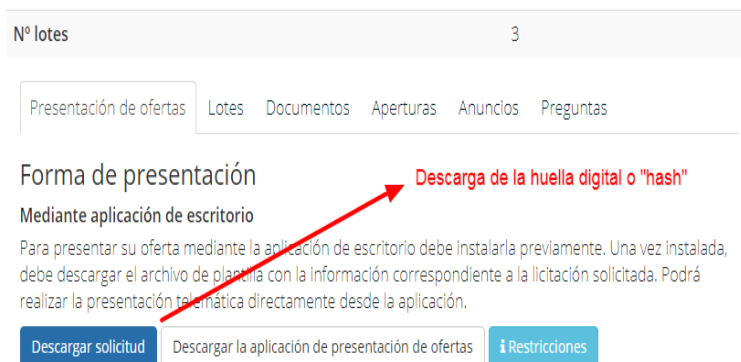 Nº lotes 3
Presentación de ofertas Lotes Documentos Aperturas Anuncios Preguntas
Forma de presentación
Descarga de la huella digital o "hash"
Mediante aplicación de escritorio
Para presentar su oferta mediante la aplicación de escritorio debe instalarla previamente. Una vez instalada,
debe descargar el archivo de plantilla con la información correspondiente a la licitación solicitada. Podrá
realizar la presentación telemática directamente desde la aplicación.
Descargar solicitud Descargar la aplicación de presentación de ofertas i Restricciones